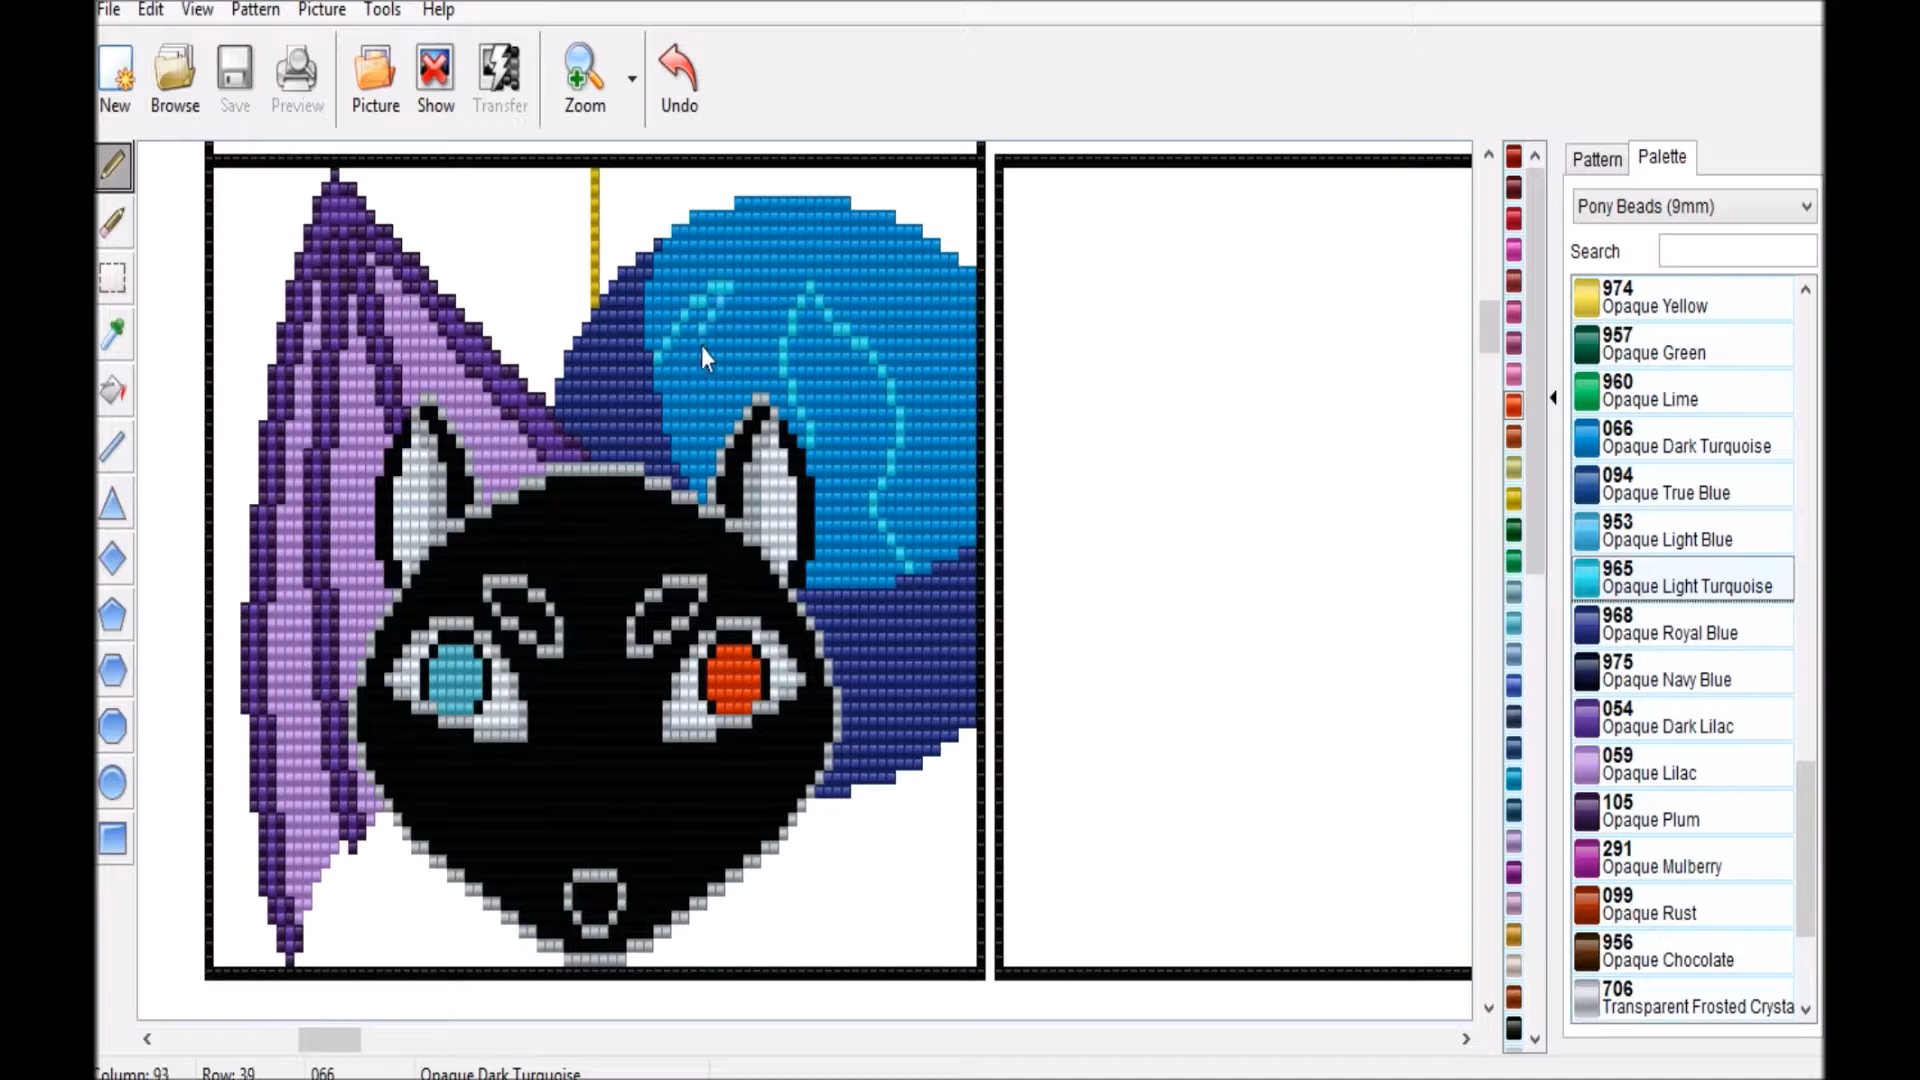 File Edit View Pattern Picture Tools Help
New Browse Save Preview Picture Show Transfer Zoom Undo
Pattern Palette
Pony Beads (9mm)
Search
974
Opaque Yellow
957
Opaque Green
960
Opaque Lime
066
Opaque Dark Turquoise
094
Opaque True Blue
953
Opaque Light Blue
965
Opaque Light Turquoise
968
Opaque Royal Blue
975
Opaque Navy Blue
054
Opaque Dark Lilac
059
Opaque Lilac
105
Opaque Plum
291
Opaque Mulberry
099
Opaque Rust
956
Opaque Chocolate
706
Transparent Frosted Crysta
olumn: 93 Row: 39 066 Opaque Dark Turquoise